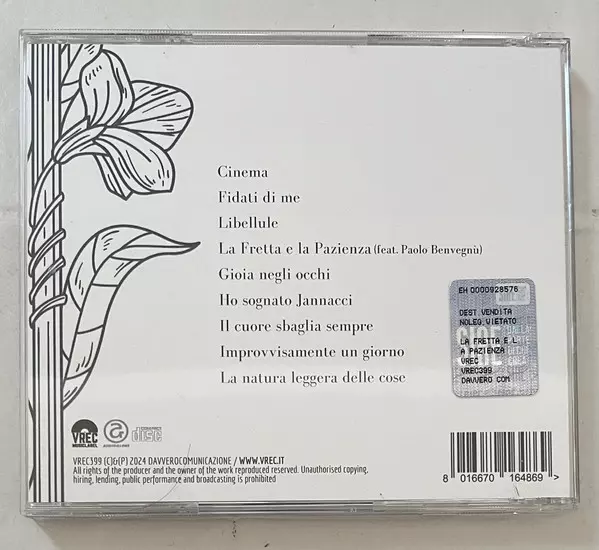 Cinema
Fidati di me
Libellule
La Fretta e la Pazienza (feat. Paolo Benvegnù)
Gioia negli occhi
Ho sognato Jannacci
Il cuore sbaglia sempre
Improvvisamente un giorno
La natura leggera delle cose
EH 0000928576
DEST.VENDITA
NOLEG.VIETATO
LA FRETTA E L
A PAZIENZA
VREC
VREC399
DAVVERO COM
VREC
disc
VREC399 (C)&(P) 2024 DAVVEROCOMUNICAZIONE / WWW.VREC.IT
All rights of the producer and the owner of the work reproduced reserved. Unauthorised copying,
hiring, lending, public performance and broadcasting is prohibited
8 016670 164869 >